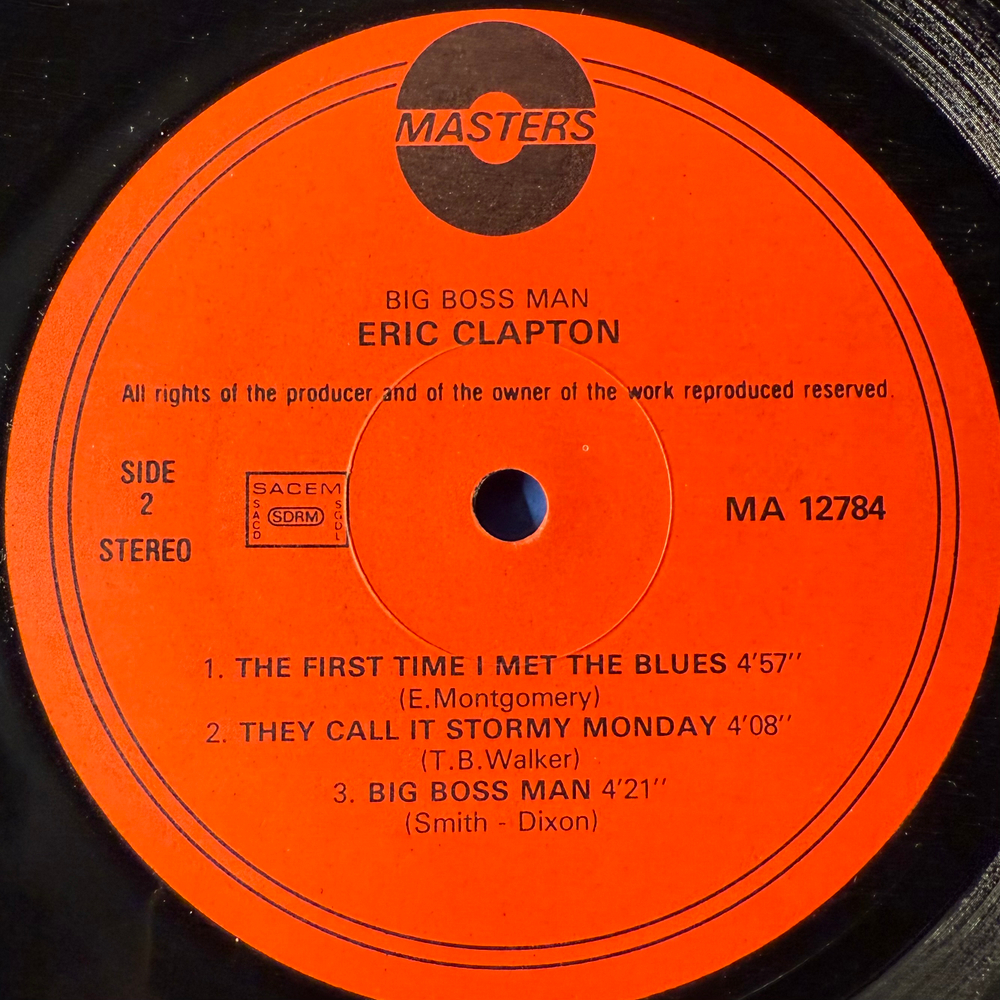 MASTERS
BIG BOSS MAN
ERIC CLAPTON
All rights of the producer and of the owner of the work reproduced reserved.
SIDE
2
STEREO
SACEM
SACD
SDRM
SGDL
MA 12784
1. THE FIRST TIME I MET THE BLUES 4'57''
(E.Montgomery)
2. THEY CALL IT STORMY MONDAY 4'08''
(T.B.Walker)
3. BIG BOSS MAN 4'21''
(Smith - Dixon)